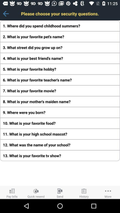 11:25
Please choose your security questions.
1. Where did you spend childhood summers?
2. What is your favorite pet's name?
3. What street did you grow up on?
4. What is your best friend's name?
5. What is your favorite hobby?
6. What is your favorite teacher's name?
7. What is your favorite movie?
8. What is your mother's maiden name?
9. Where were you born?
10. What is your favorite food?
11. What is your high school mascot?
12. What was the name of your school?
13. What is your favorite tv show?